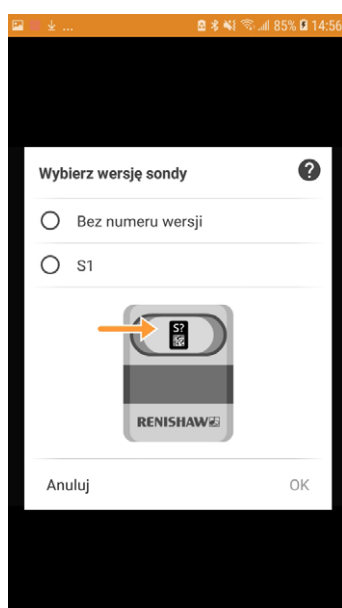 ... 85% 14:56
Wybierz wersję sondy ?
Bez numeru wersji
S1
S?
RENISHAW
Anuluj OK